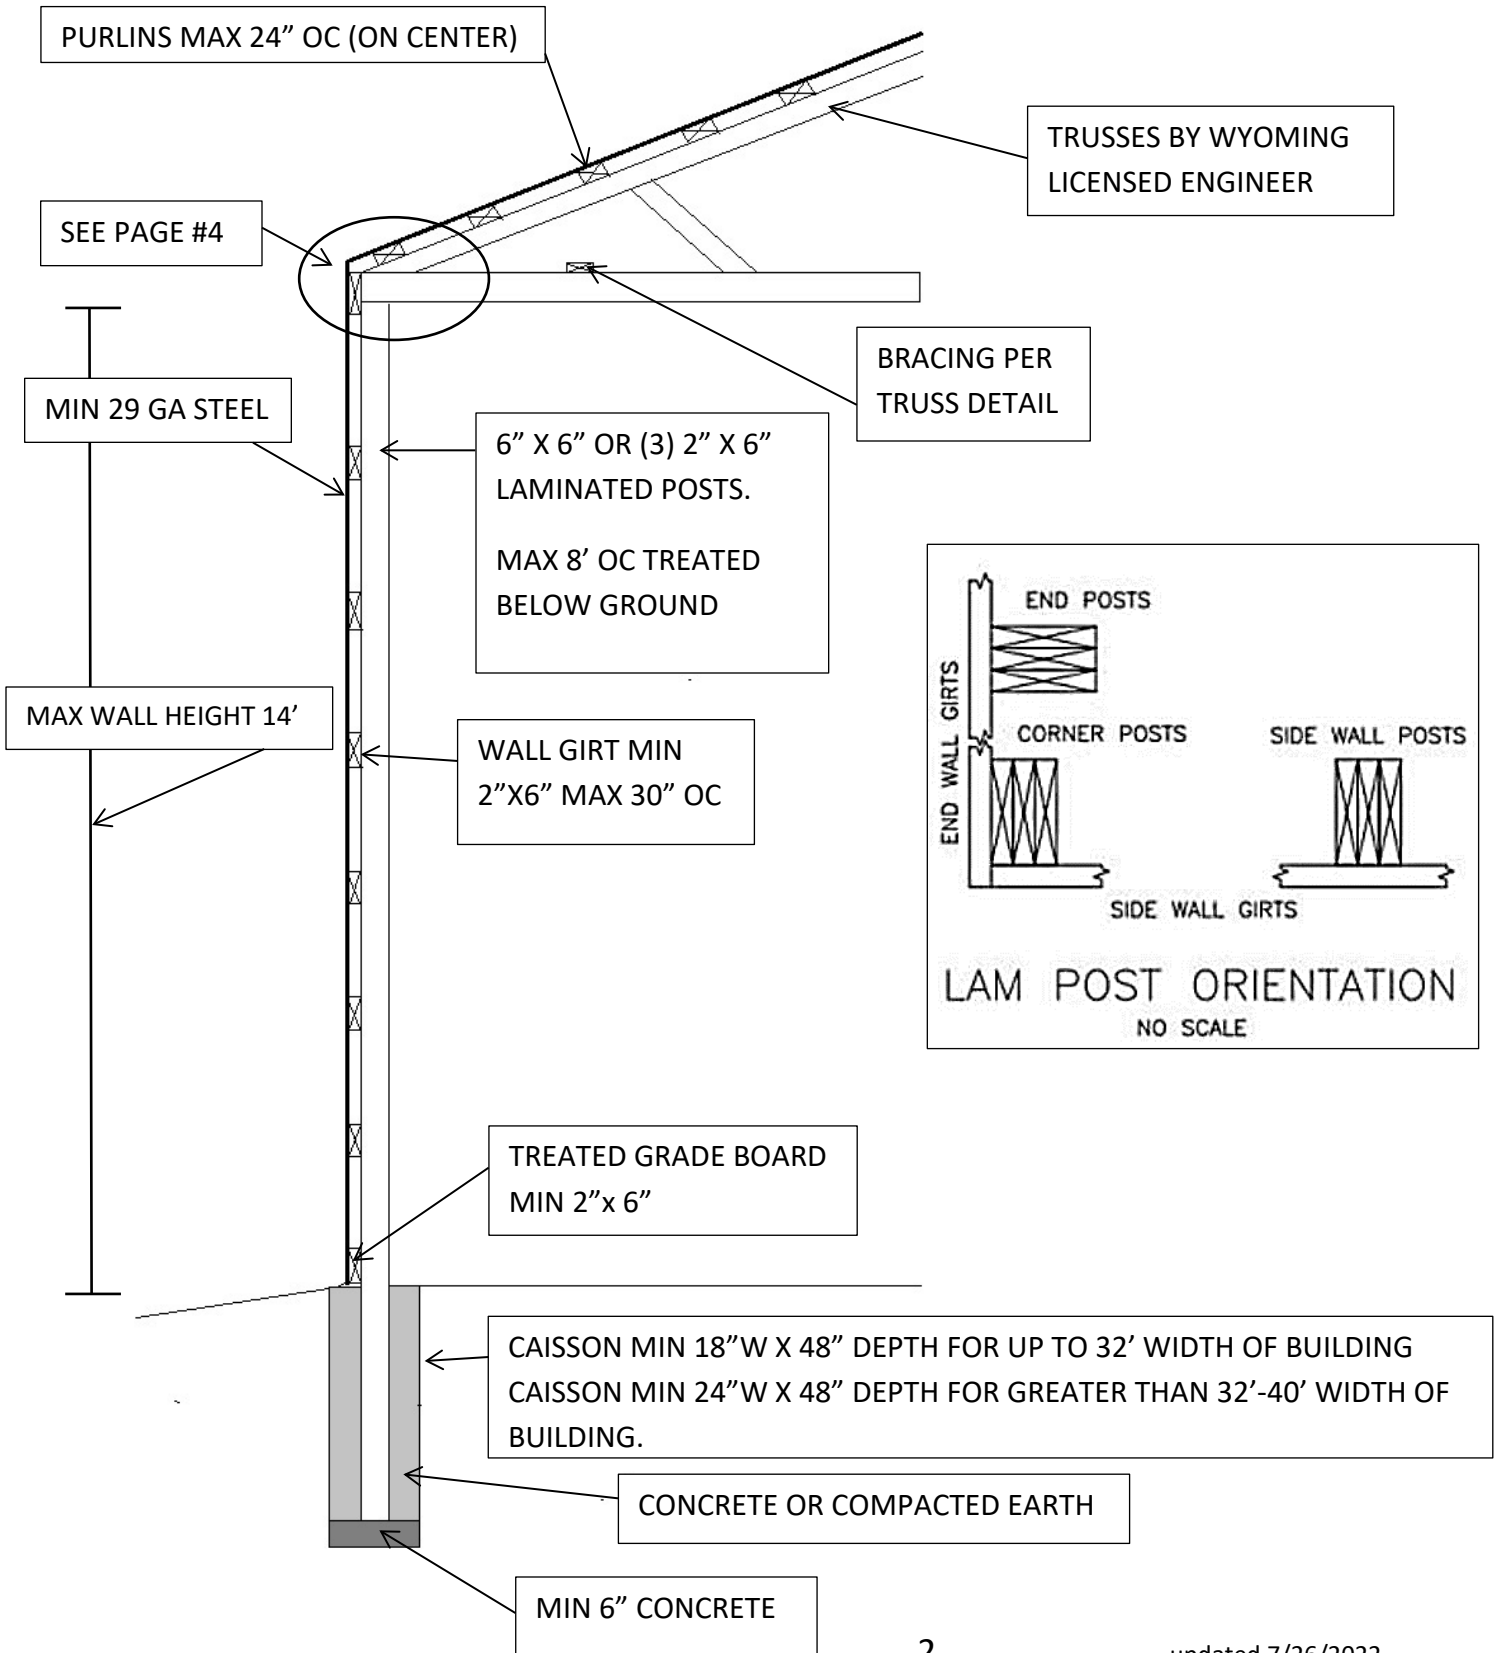 PURLINS MAX 24” OC (ON CENTER)
TRUSSES BY WYOMING
LICENSED ENGINEER
SEE PAGE #4
BRACING PER
TRUSS DETAIL
MIN 29 GA STEEL
6” X 6” OR (3) 2” X 6”
LAMINATED POSTS.
MAX 8’ OC TREATED
BELOW GROUND
MAX WALL HEIGHT 14’
WALL GIRT MIN
2”X6” MAX 30” OC
END POSTS
END WALL GIRTS
CORNER POSTS
SIDE WALL POSTS
SIDE WALL GIRTS
LAM POST ORIENTATION
NO SCALE
TREATED GRADE BOARD
MIN 2”x 6”
CAISSON MIN 18”W X 48” DEPTH FOR UP TO 32’ WIDTH OF BUILDING
CAISSON MIN 24”W X 48” DEPTH FOR GREATER THAN 32’-40’ WIDTH OF
BUILDING.
CONCRETE OR COMPACTED EARTH
MIN 6” CONCRETE
2
updated